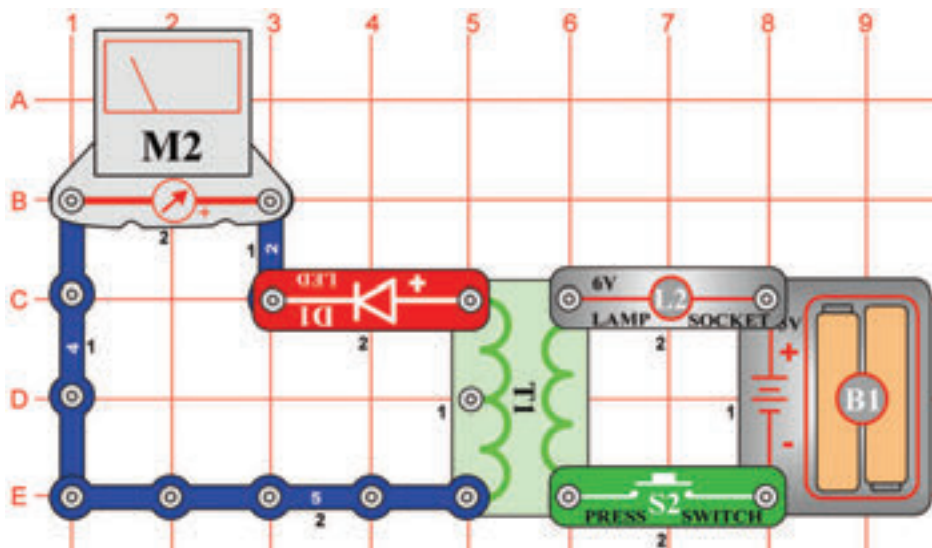 1 2 3 4 5 6 7 8 9
A
M2
B
+
2
1
2
C
LED
D1
+
2
6V
L2
LAMP SOCKET
2
3V
+
4
1
D
1
T1
1
B1
-
E
5
2
S2
PRESS SWITCH
2